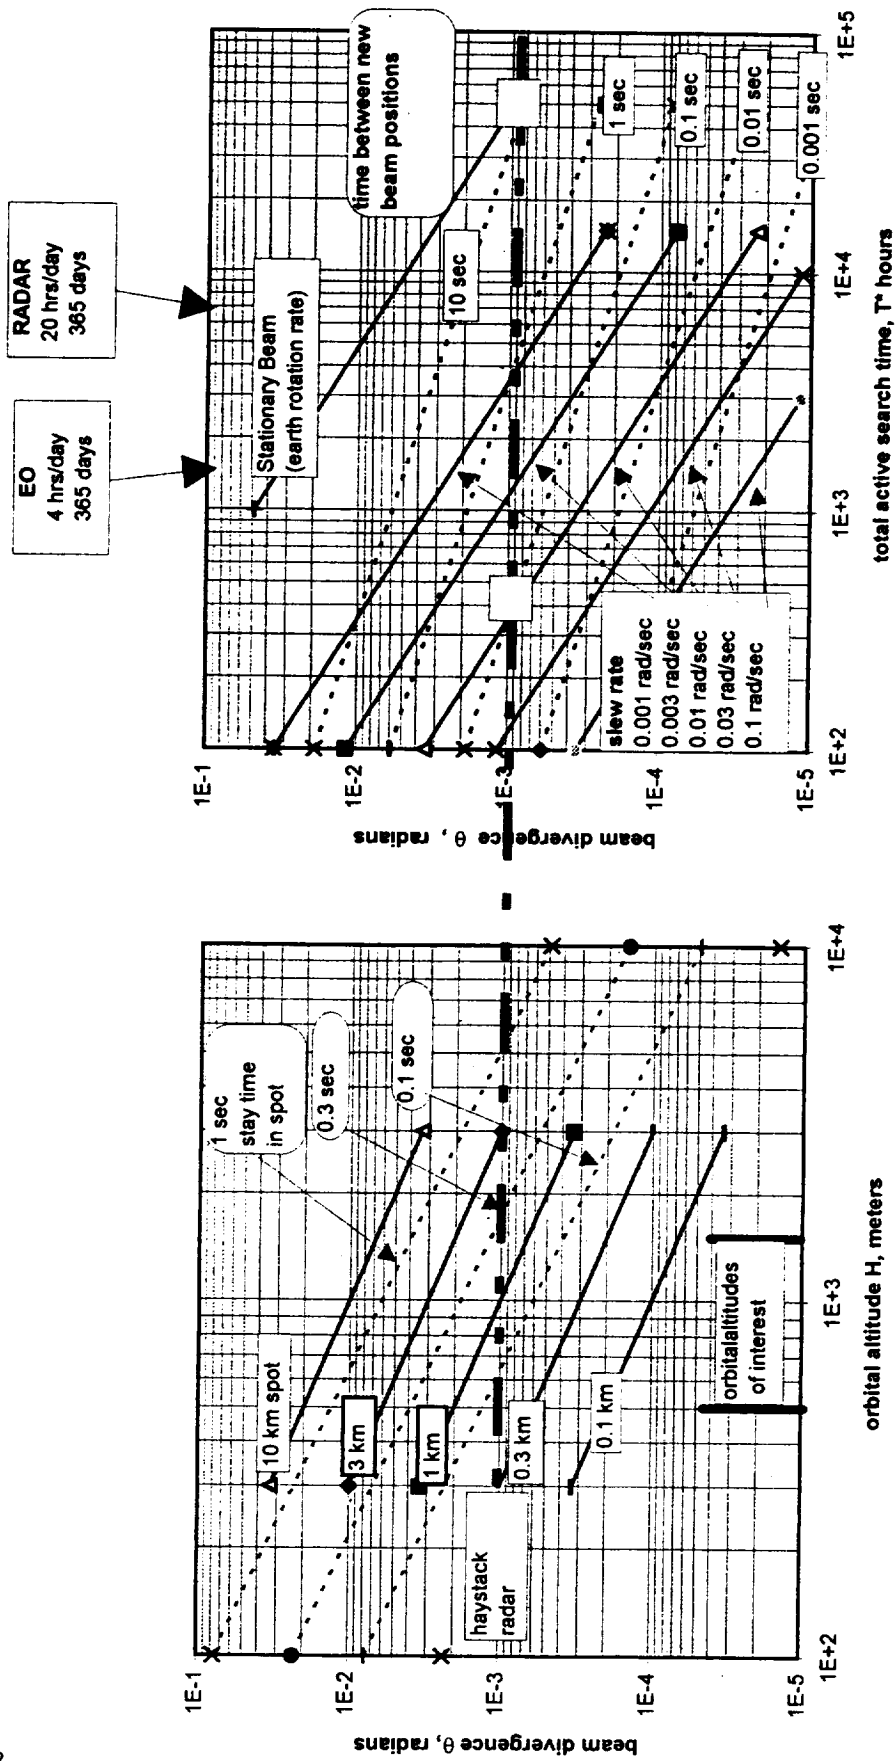 1E-1
1E-2
1E-3
1E-4
1E-5
beam divergence θ, radians
1E+2
1E+3
1E+4
orbital altitude H, meters
1 sec
stay time
in spot
0.3 sec
0.1 sec
10 km spot
3 km
1 km
0.3 km
0.1 km
haystack
radar
orbitalaltitudes
of interest
EO
4 hrs/day
365 days
RADAR
20 hrs/day
365 days
1E-1
1E-2
1E-3
1E-4
1E-5
beam divergence θ, radians
1E+2
1E+3
1E+4
1E+5
total active search time, T* hours
Stationary Beam
(earth rotation rate)
time between new
beam positions
10 sec
1 sec
0.1 sec
0.01 sec
0.001 sec
slew rate
0.001 rad/sec
0.003 rad/sec
0.01 rad/sec
0.03 rad/sec
0.1 rad/sec